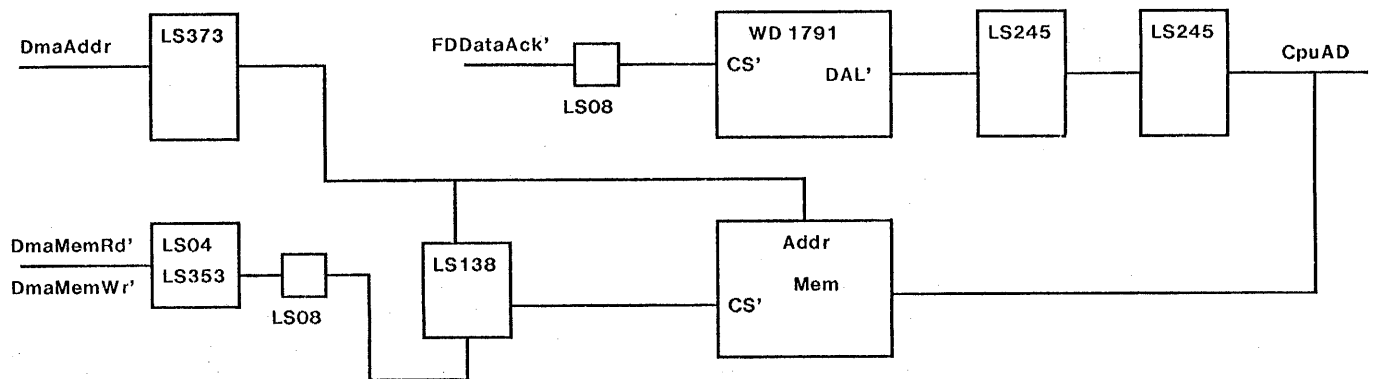 DmaAddr
LS373
FDDataAck'
LS08
WD 1791
CS'
DAL'
LS245
LS245
CpuAD
DmaMemRd'
DmaMemWr'
LS04
LS353
LS08
LS138
Addr
Mem
CS'